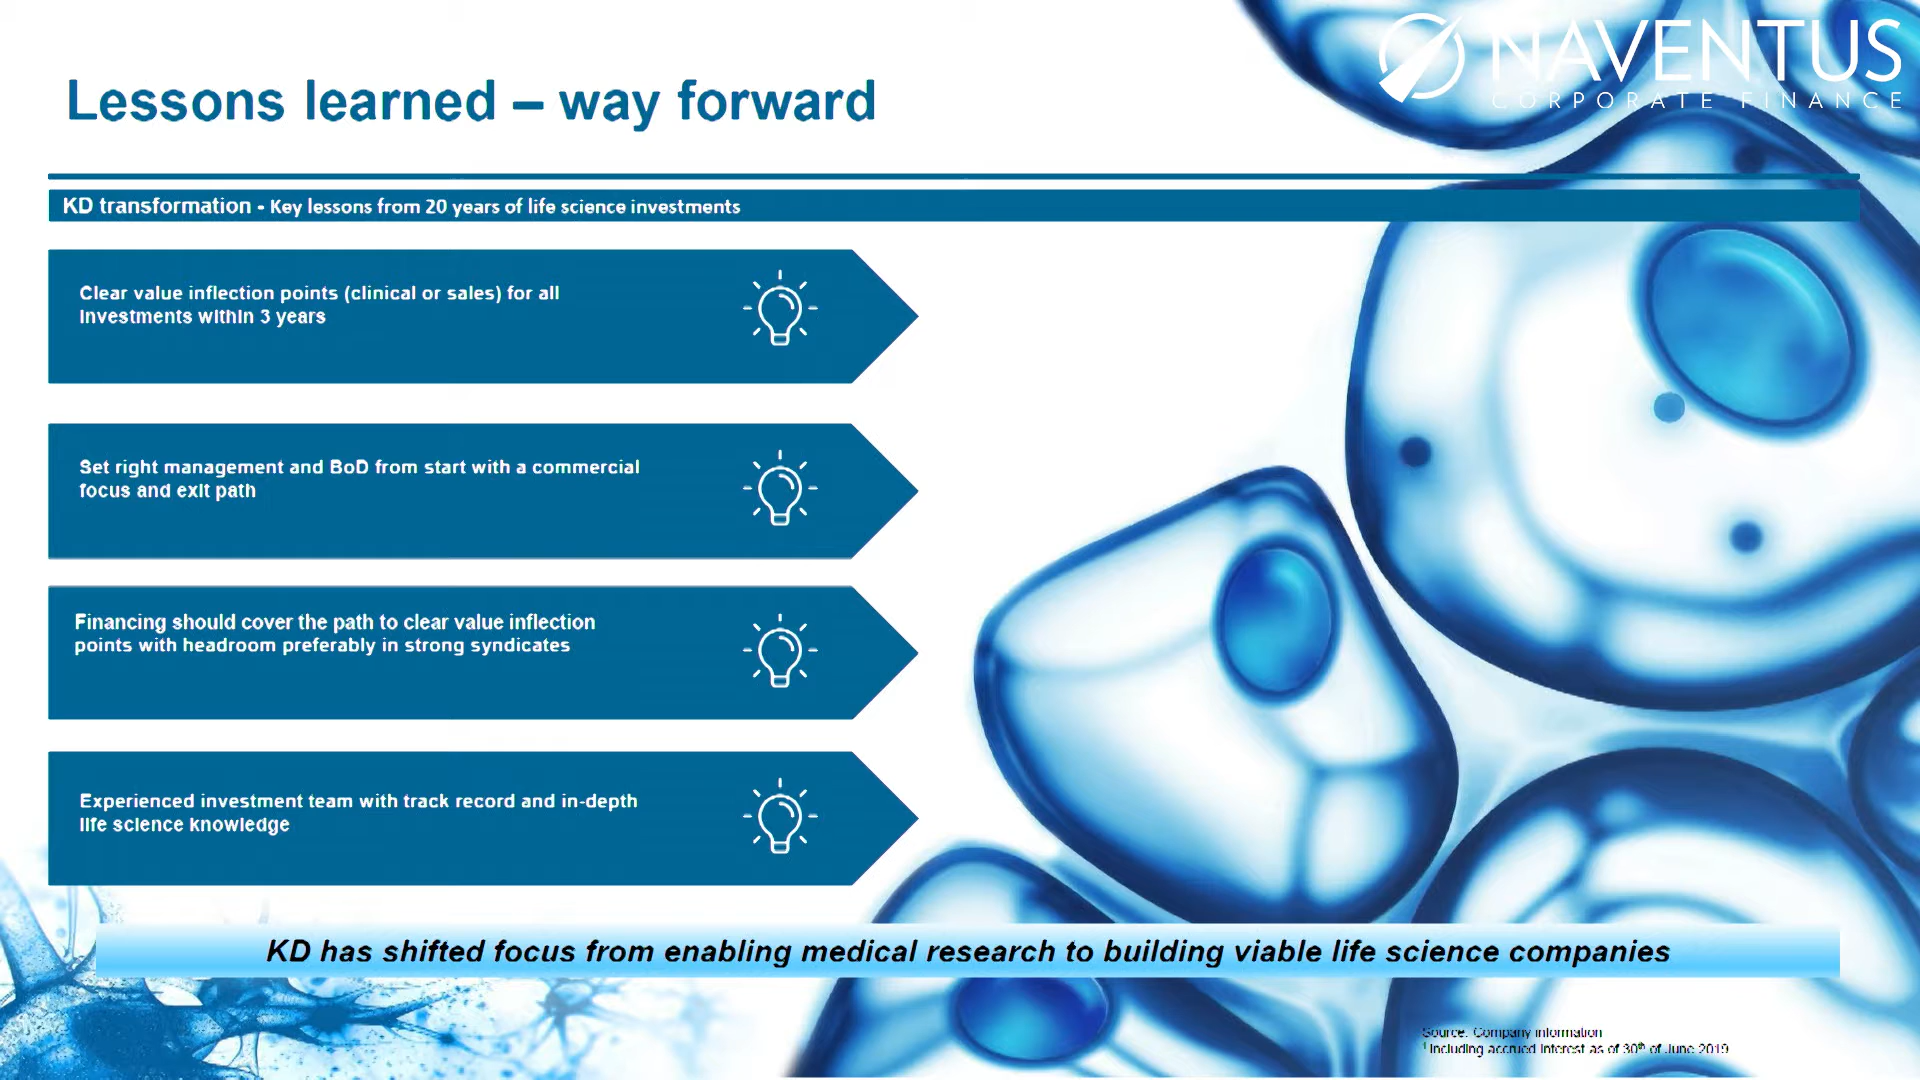 NAVENTUS
CORPORATE FINANCE
Lessons learned – way forward
KD transformation - Key lessons from 20 years of life science investments
Clear value inflection points (clinical or sales) for all
investments within 3 years
Set right management and BoD from start with a commercial
focus and exit path
Financing should cover the path to clear value inflection
points with headroom preferably in strong syndicates
Experienced investment team with track record and in-depth
life science knowledge
KD has shifted focus from enabling medical research to building viable life science companies
Source: Company information
¹ Including accrued interest as of 30th of June 2019